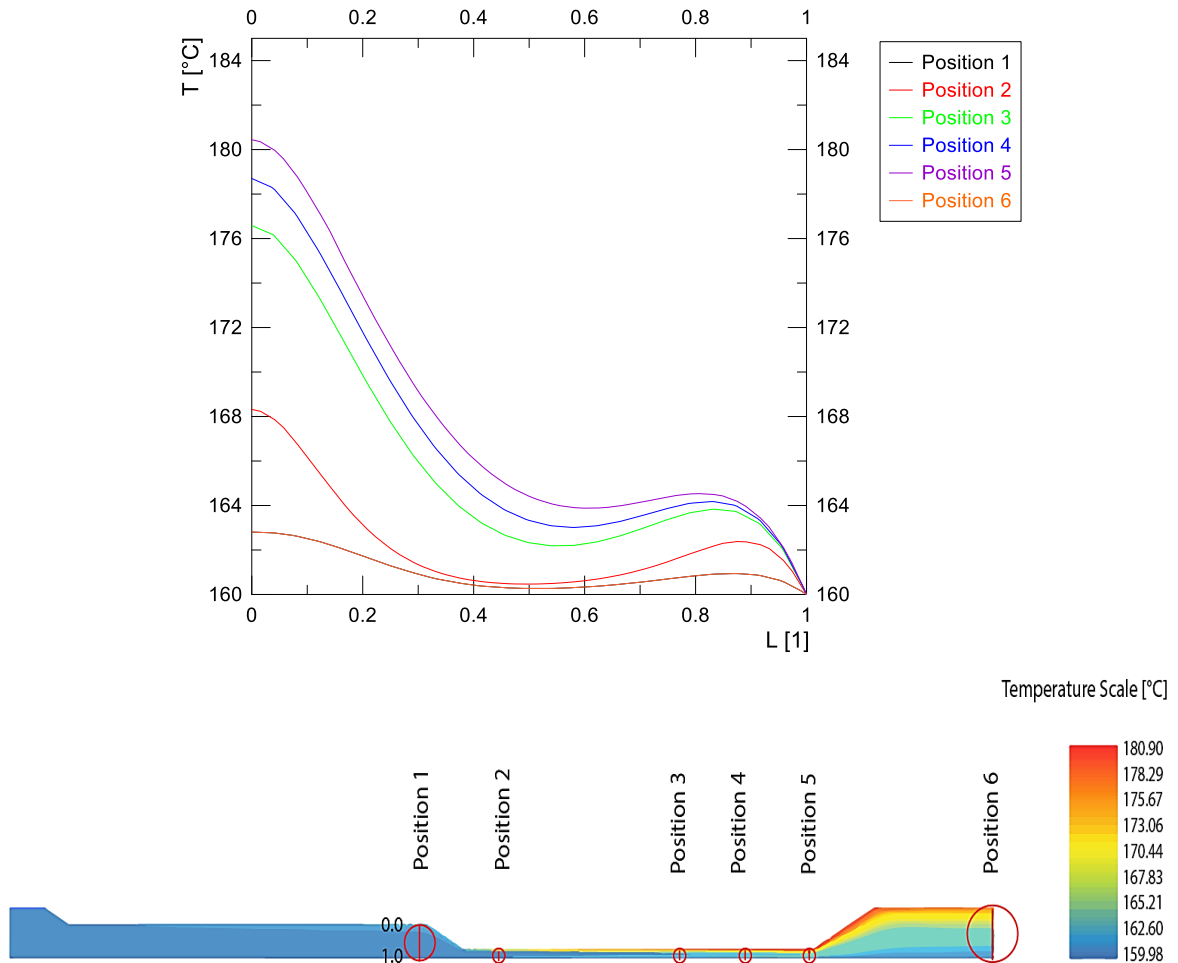 0 0.2 0.4 0.6 0.8 1
T [°C]
184 184
180 180
176 176
172 172
168 168
164 164
160 160
0 0.2 0.4 0.6 0.8 1
L [1]
Position 1
Position 2
Position 3
Position 4
Position 5
Position 6
Temperature Scale [°C]
180.90
178.29
175.67
173.06
170.44
167.83
165.21
162.60
159.98
Position 1
Position 2
Position 3
Position 4
Position 5
Position 6
0.0
1.0